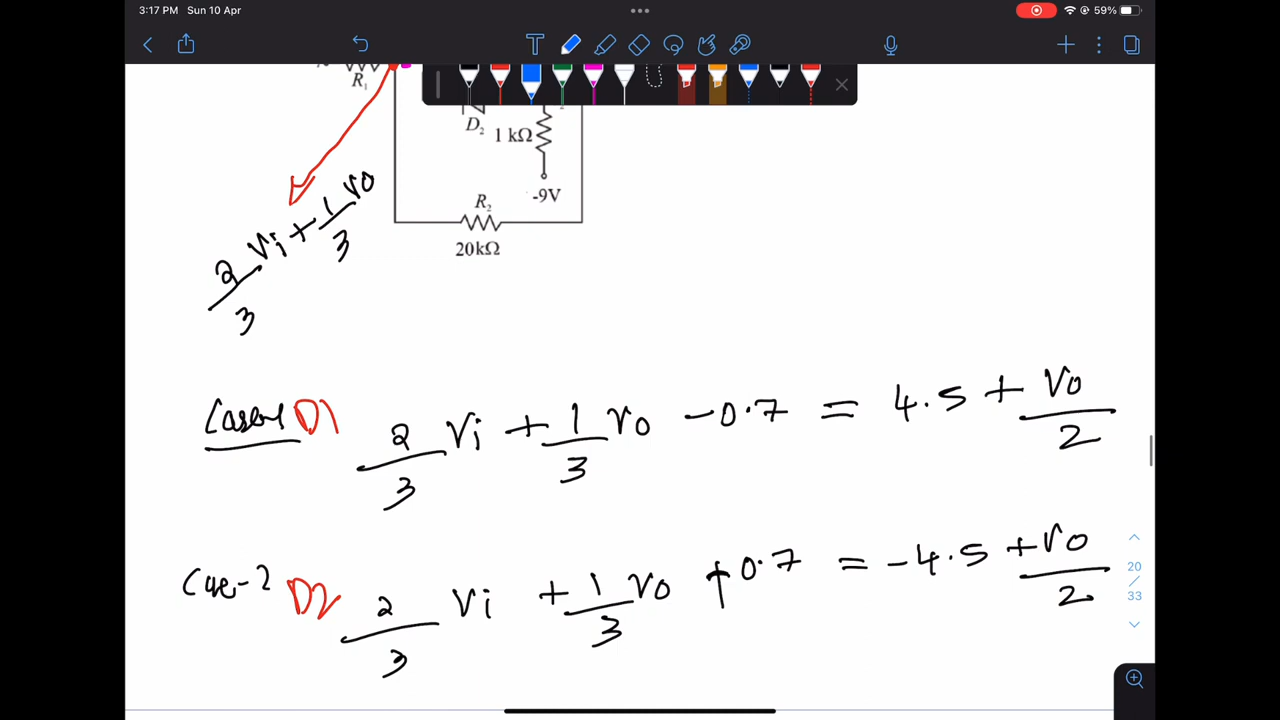 3:17 PM Sun 10 Apr
59%
R₁
D₂
1 kΩ
-9V
R₂
20kΩ
2/3 Vi + 1/3 Vo
Case-1 D1 2/3 Vi + 1/3 Vo - 0.7 = 4.5 + Vo/2
Case-2 D2 2/3 Vi + 1/3 Vo + 0.7 = -4.5 + Vo/2
20
/
33